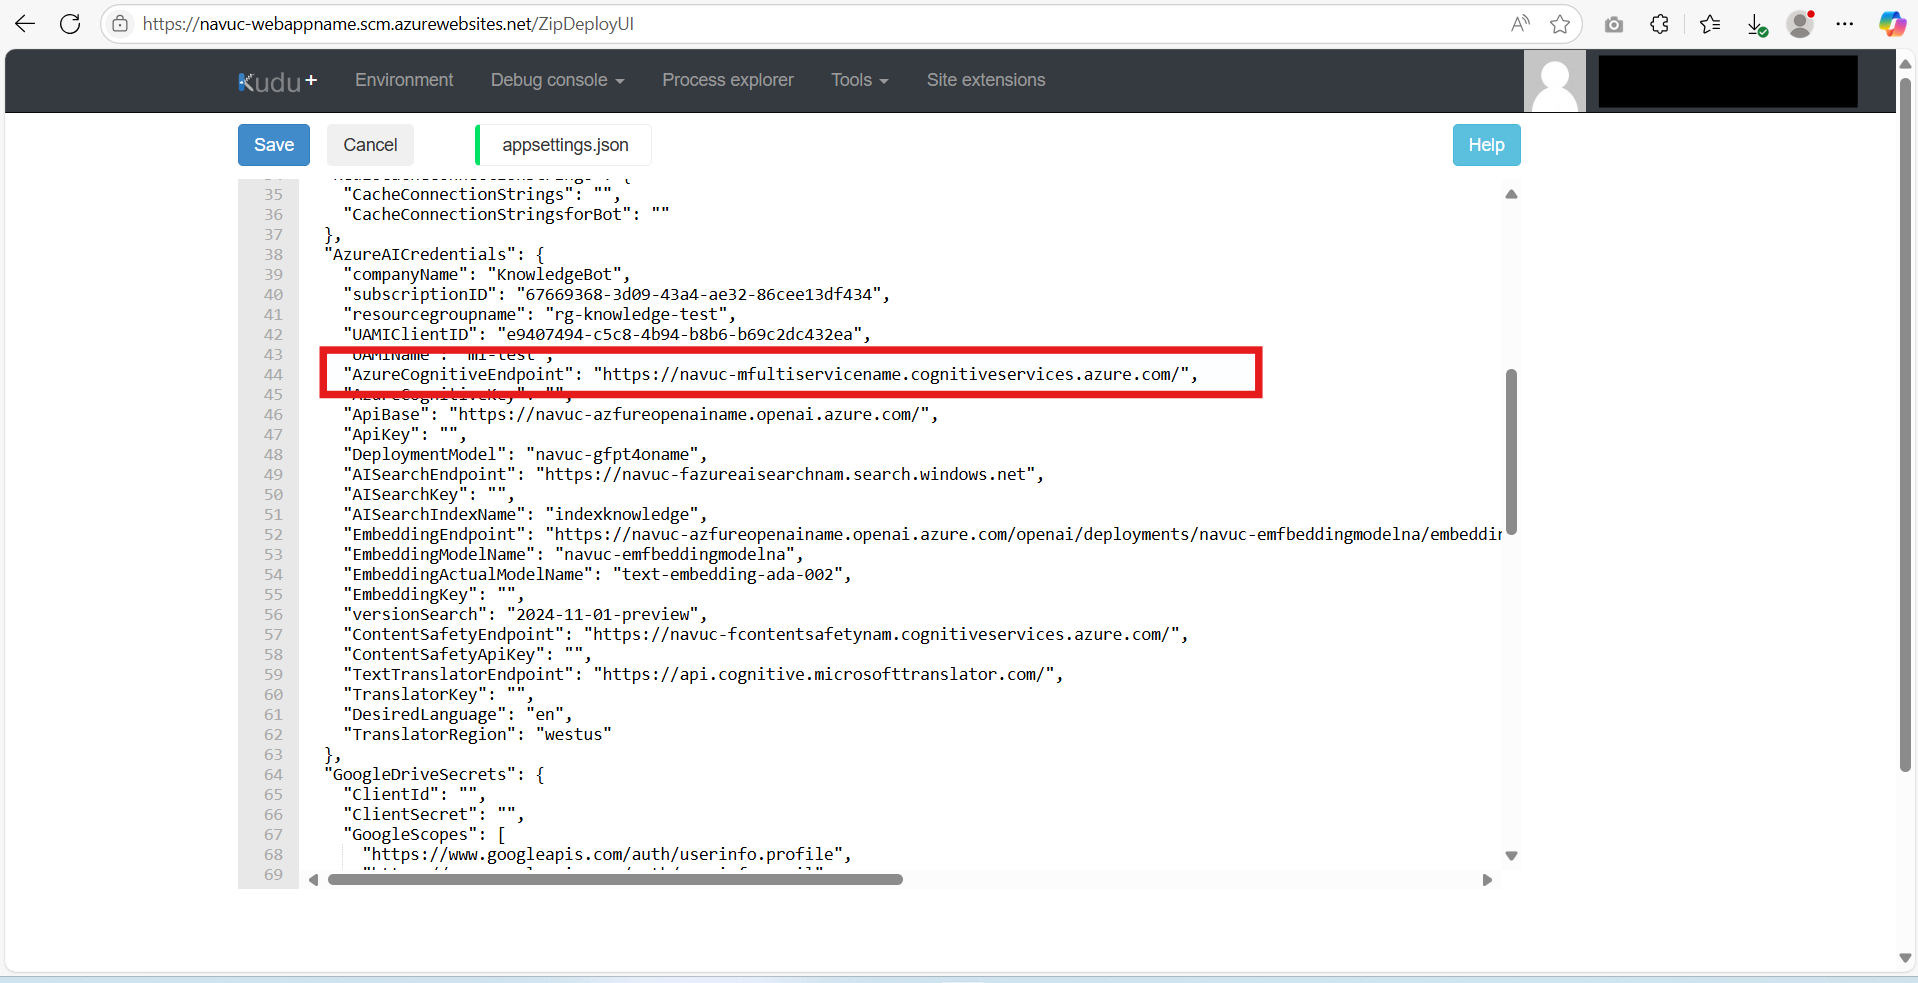 https://navuc-webappname.scm.azurewebsites.net/ZipDeployUI
Kudu+ Environment Debug console Process explorer Tools Site extensions
Save Cancel appsettings.json Help
35 "CacheConnectionStrings": "",
36 "CacheConnectionStringsforBot": ""
37 },
38 "AzureAICredentials": {
39 "companyName": "KnowledgeBot",
40 "subscriptionID": "67669368-3d09-43a4-ae32-86cee13df434",
41 "resourcegroupname": "rg-knowledge-test",
42 "UAMIClientID": "e9407494-c5c8-4b94-b8b6-b69c2dc432ea",
43 "UAMIName": "mi-test",
44 "AzureCognitiveEndpoint": "https://navuc-mfultiservicename.cognitiveservices.azure.com/",
45 "AzureCognitiveKey": "",
46 "ApiBase": "https://navuc-azfureopenainame.openai.azure.com/",
47 "ApiKey": "",
48 "DeploymentModel": "navuc-gfpt4oname",
49 "AISearchEndpoint": "https://navuc-fazureaisearchnam.search.windows.net",
50 "AISearchKey": "",
51 "AISearchIndexName": "indexknowledge",
52 "EmbeddingEndpoint": "https://navuc-azfureopenainame.openai.azure.com/openai/deployments/navuc-emfbeddingmodelna/embeddin
53 "EmbeddingModelName": "navuc-emfbeddingmodelna",
54 "EmbeddingActualModelName": "text-embedding-ada-002",
55 "EmbeddingKey": "",
56 "versionSearch": "2024-11-01-preview",
57 "ContentSafetyEndpoint": "https://navuc-fcontentsafetynam.cognitiveservices.azure.com/",
58 "ContentSafetyApiKey": "",
59 "TextTranslatorEndpoint": "https://api.cognitive.microsofttranslator.com/",
60 "TranslatorKey": "",
61 "DesiredLanguage": "en",
62 "TranslatorRegion": "westus"
63 },
64 "GoogleDriveSecrets": {
65 "ClientId": "",
66 "ClientSecret": "",
67 "GoogleScopes": [
68 "https://www.googleapis.com/auth/userinfo.profile",
69